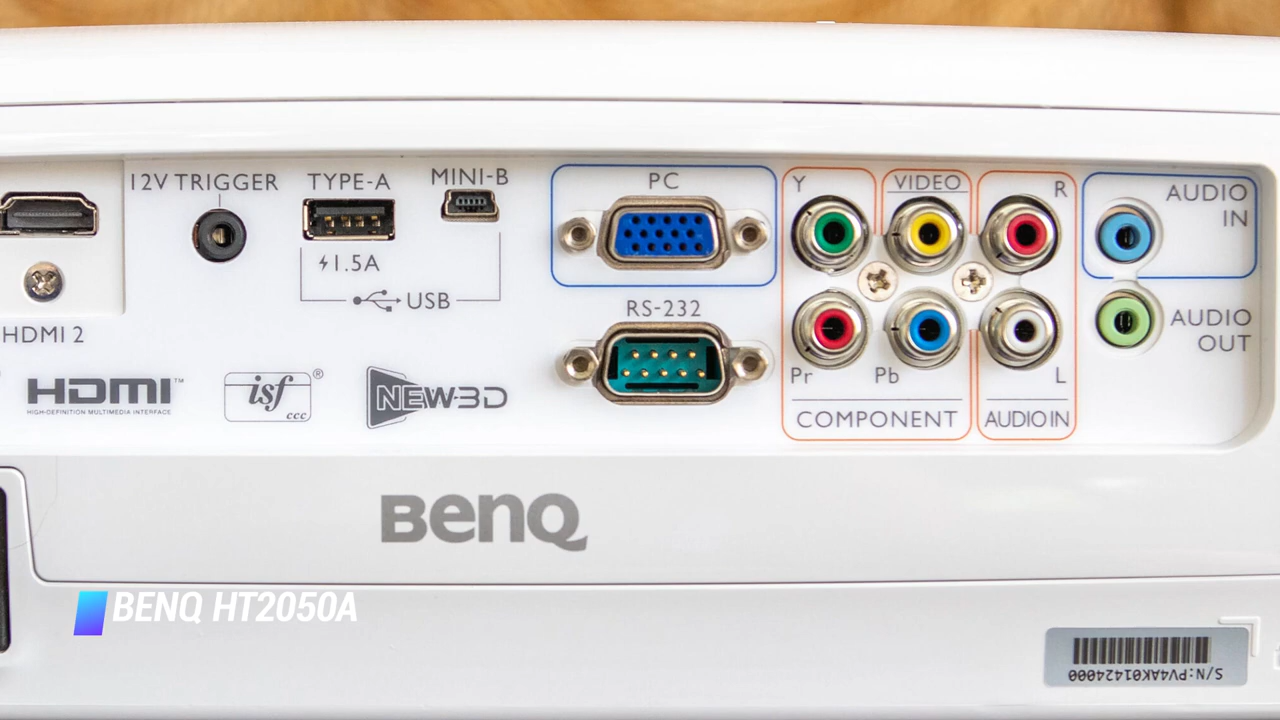 12V TRIGGER
TYPE-A
MINI-B
1.5A
USB
HDMI 2
HDMI™
HIGH-DEFINITION MULTIMEDIA INTERFACE
isf®
ccc
NEW3D
PC
RS-232
Y
VIDEO
R
Pr
Pb
L
COMPONENT
AUDIO IN
AUDIO
IN
AUDIO
OUT
BenQ
BENQ HT2050A
S/N:PV4AK01424000